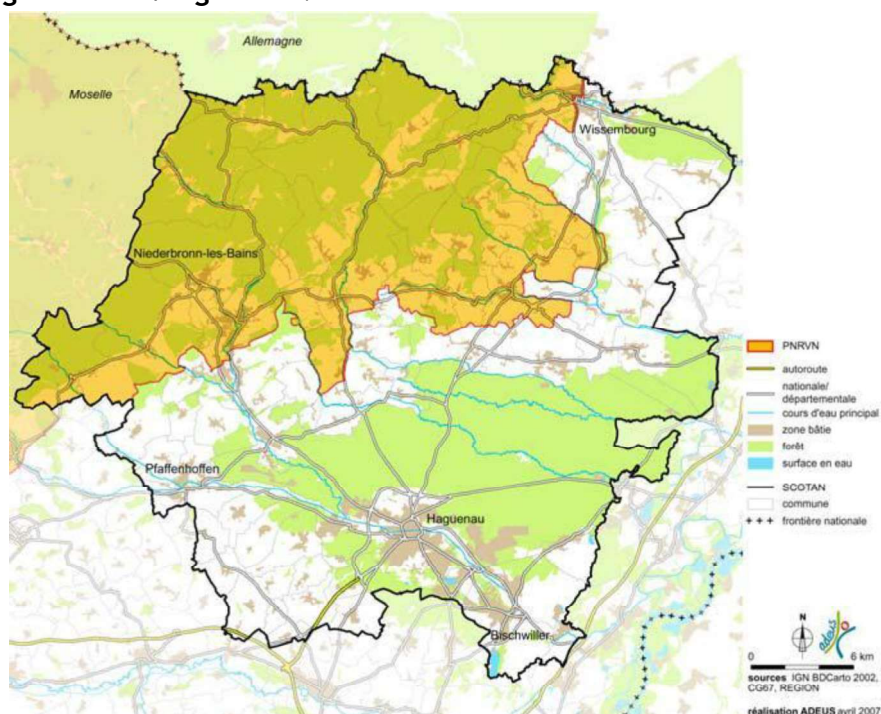 Allemagne
Moselle
Wissembourg
Niederbronn-les-Bains
Pfaffenhoffen
Haguenau
Bischwiller
PNRVN
autoroute
nationale/
départementale
cours d'eau principal
zone bâtie
forêt
surface en eau
SCOTAN
commune
frontière nationale
N
adeus
0 6 km
sources IGN BDCarto 2002,
CG67, REGION
réalisation ADEUS avril 2007